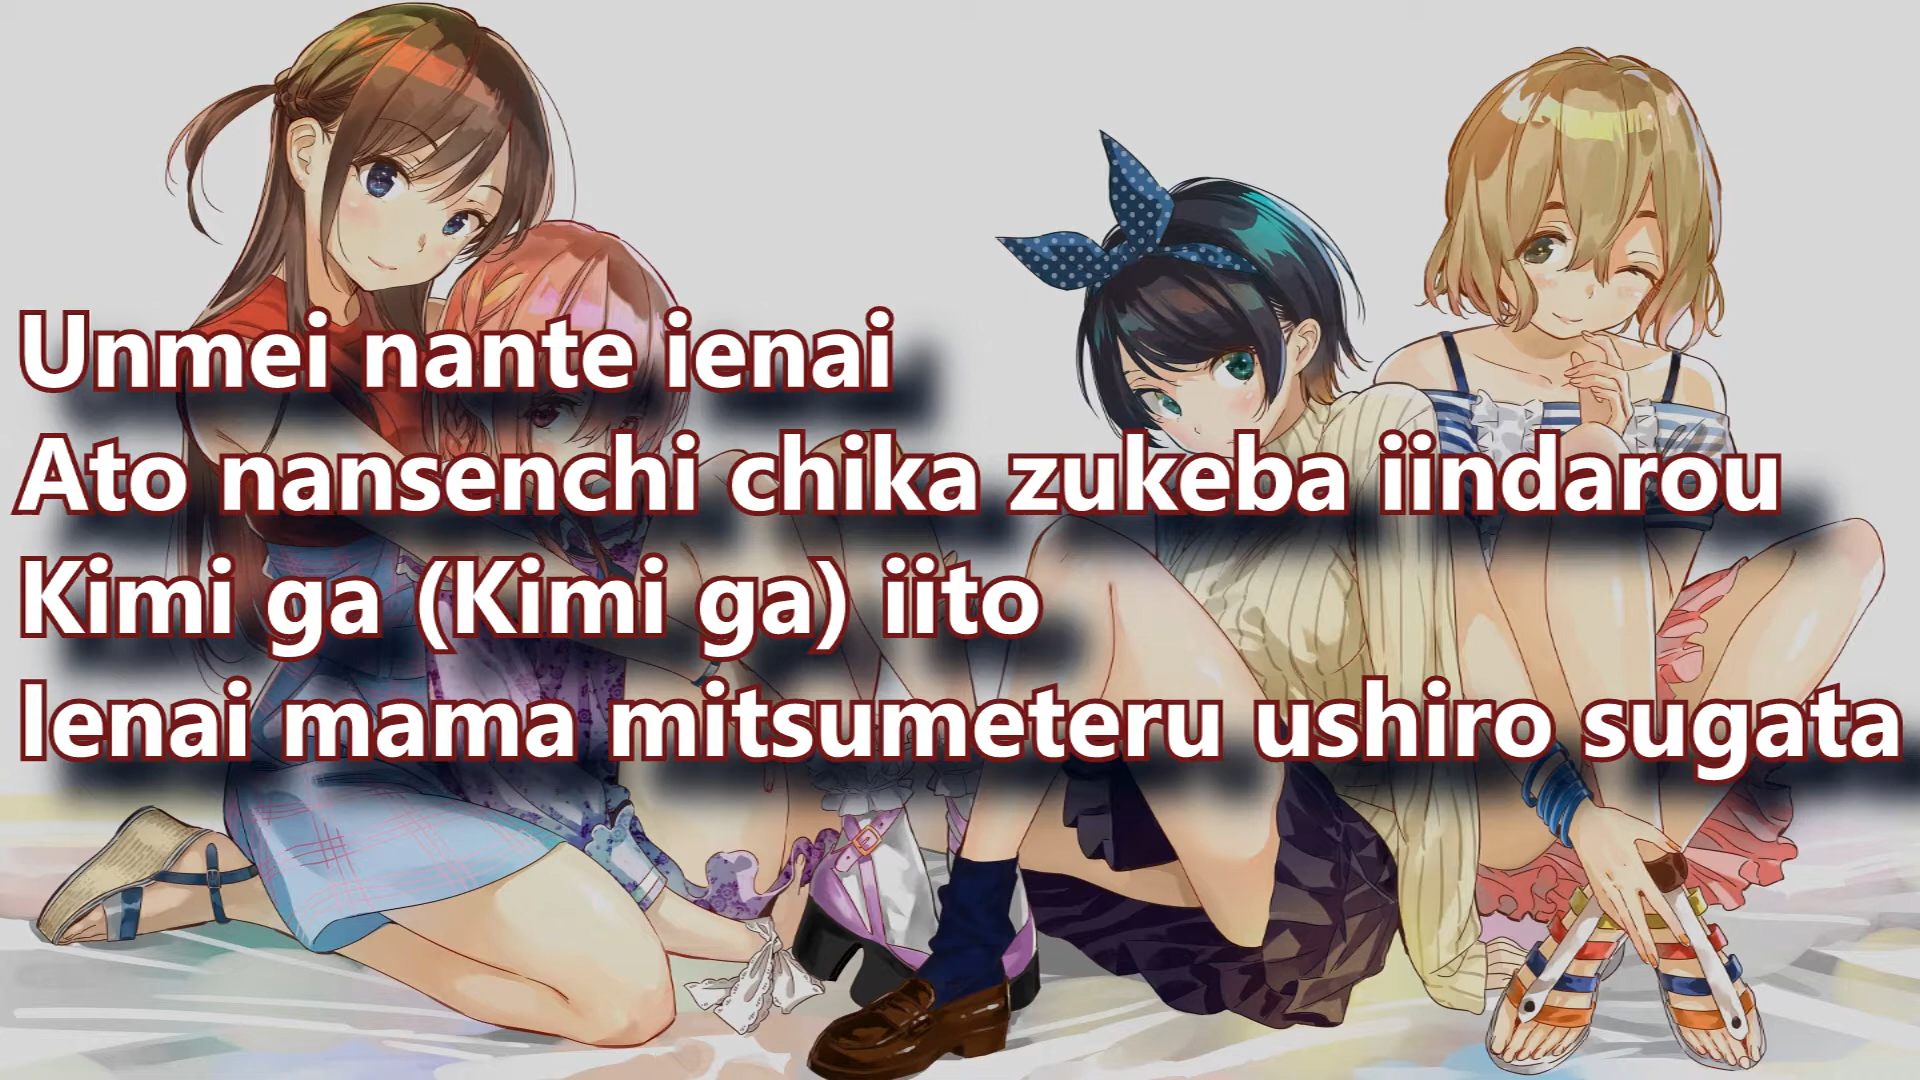 Unmei nante ienai
Ato nansenchi chika zukeba iindarou
Kimi ga (Kimi ga) iito
Ienai mama mitsumeteru ushiro sugata